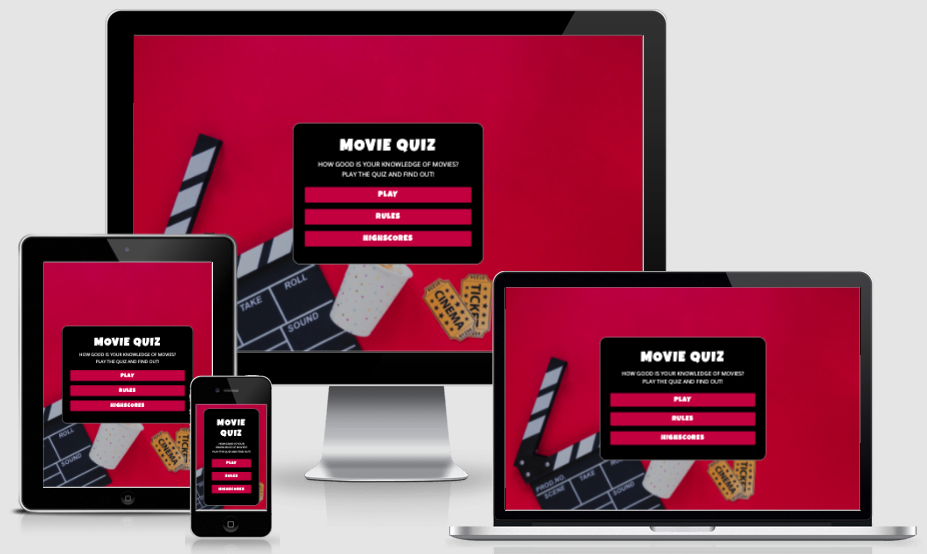 MOVIE QUIZ
HOW GOOD IS YOUR KNOWLEDGE OF MOVIES?
PLAY THE QUIZ AND FIND OUT!
PLAY
RULES
HIGHSCORES
TAKE
ROLL
SOUND
CINEMA
TICKE
MOVIE QUIZ
HOW GOOD IS YOUR KNOWLEDGE OF MOVIES?
PLAY THE QUIZ AND FIND OUT!
PLAY
RULES
HIGHSCORES
ROLL
SOUND
CINEMA
MOVIE
QUIZ
HOW GOOD IS YOUR
KNOWLEDGE OF MOVIES?
PLAY THE QUIZ AND FIND OUT!
PLAY
RULES
HIGHSCORES
MOVIE QUIZ
HOW GOOD IS YOUR KNOWLEDGE OF MOVIES?
PLAY THE QUIZ AND FIND OUT!
PLAY
RULES
HIGHSCORES
PROD.NO.
SCENE
TAKE
SOUND
CINEMA